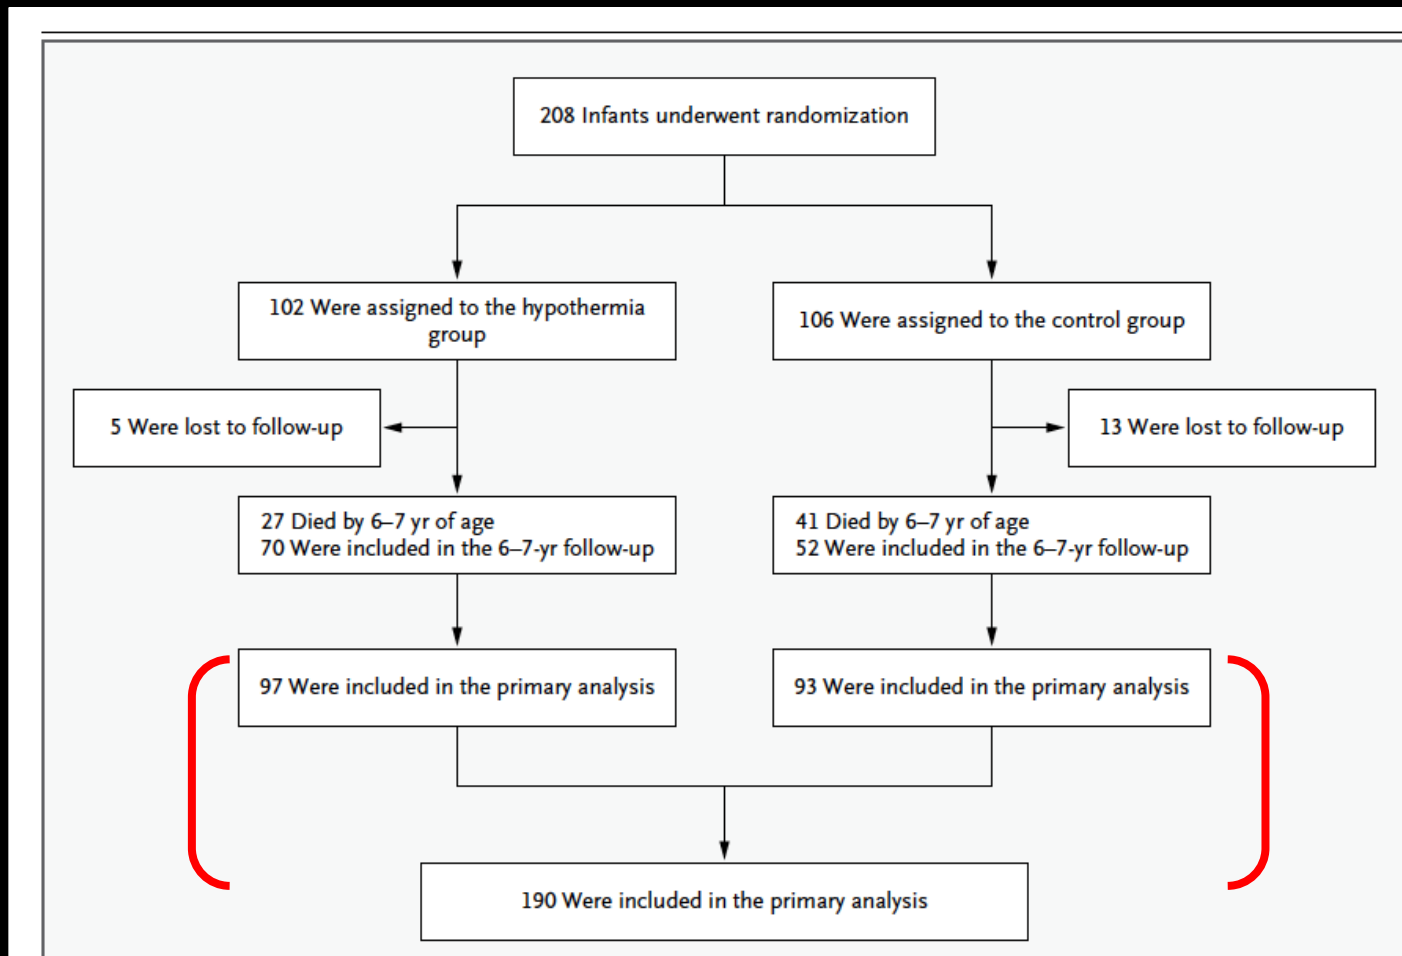 208 Infants underwent randomization
102 Were assigned to the hypothermia
group
106 Were assigned to the control group
5 Were lost to follow-up
13 Were lost to follow-up
27 Died by 6–7 yr of age
70 Were included in the 6–7-yr follow-up
41 Died by 6–7 yr of age
52 Were included in the 6–7-yr follow-up
97 Were included in the primary analysis
93 Were included in the primary analysis
190 Were included in the primary analysis